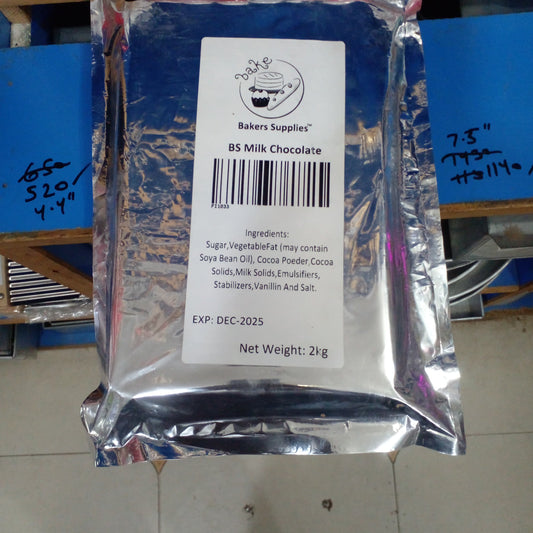 bake
Bakers Supplies™
BS Milk Chocolate
Ingredients:
Sugar,VegetableFat (may contain
Soya Bean Oil), Cocoa Poeder,Cocoa
Solids,Milk Solids,Emulsifiers,
Stabilizers,Vanillin And Salt.
EXP: DEC-2025
Net Weight: 2kg
650
520/
4.4"
7.5"